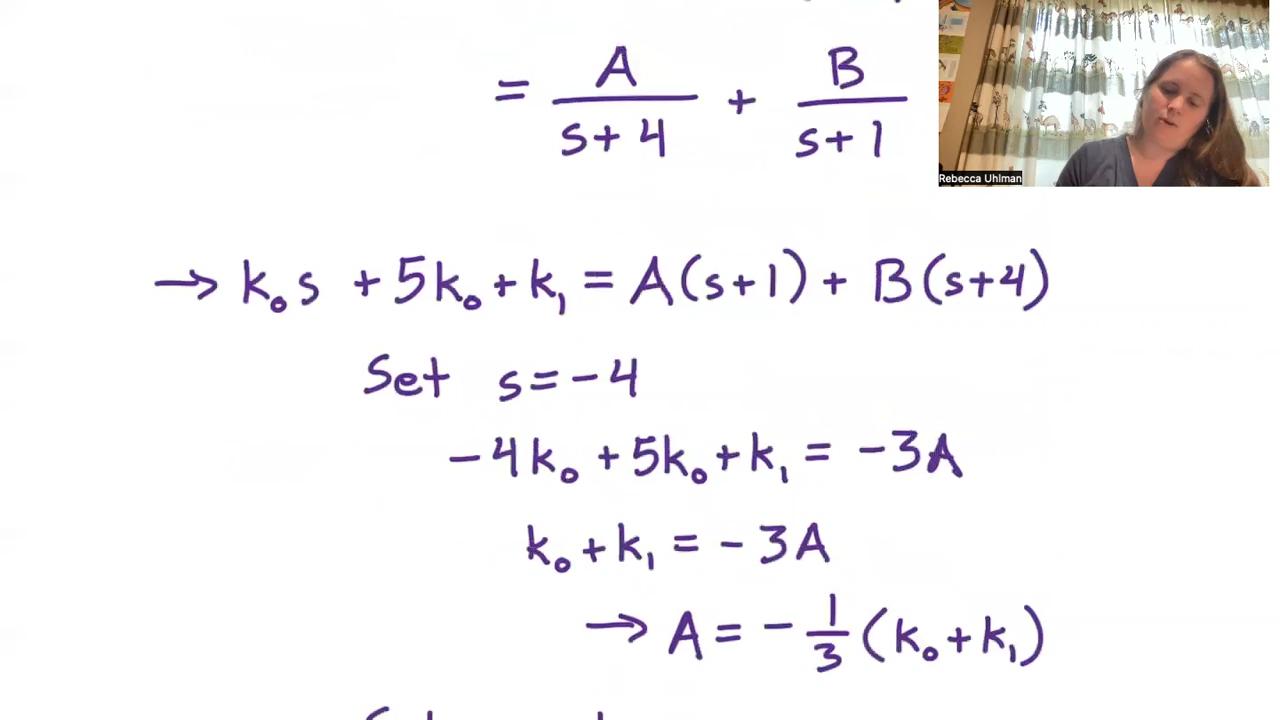 = A/(s+4) + B/(s+1)
Rebecca Uhlman
→ k₀s + 5k₀ + k₁ = A(s+1) + B(s+4)
Set s = -4
-4k₀ + 5k₀ + k₁ = -3A
k₀ + k₁ = -3A
→ A = -1/3 (k₀ + k₁)